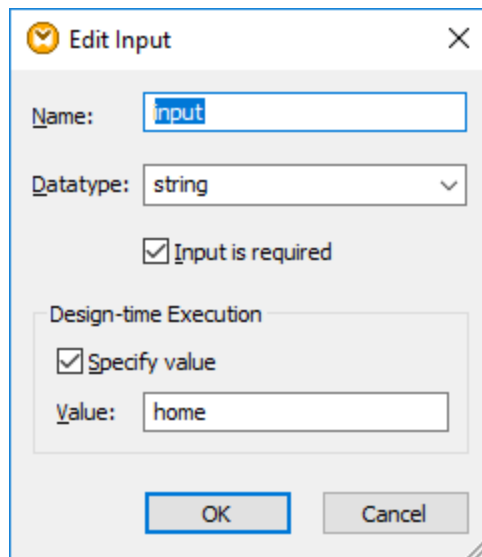 Edit Input
Name: input
Datatype: string
Input is required
Design-time Execution
Specify value
Value: home
OK Cancel